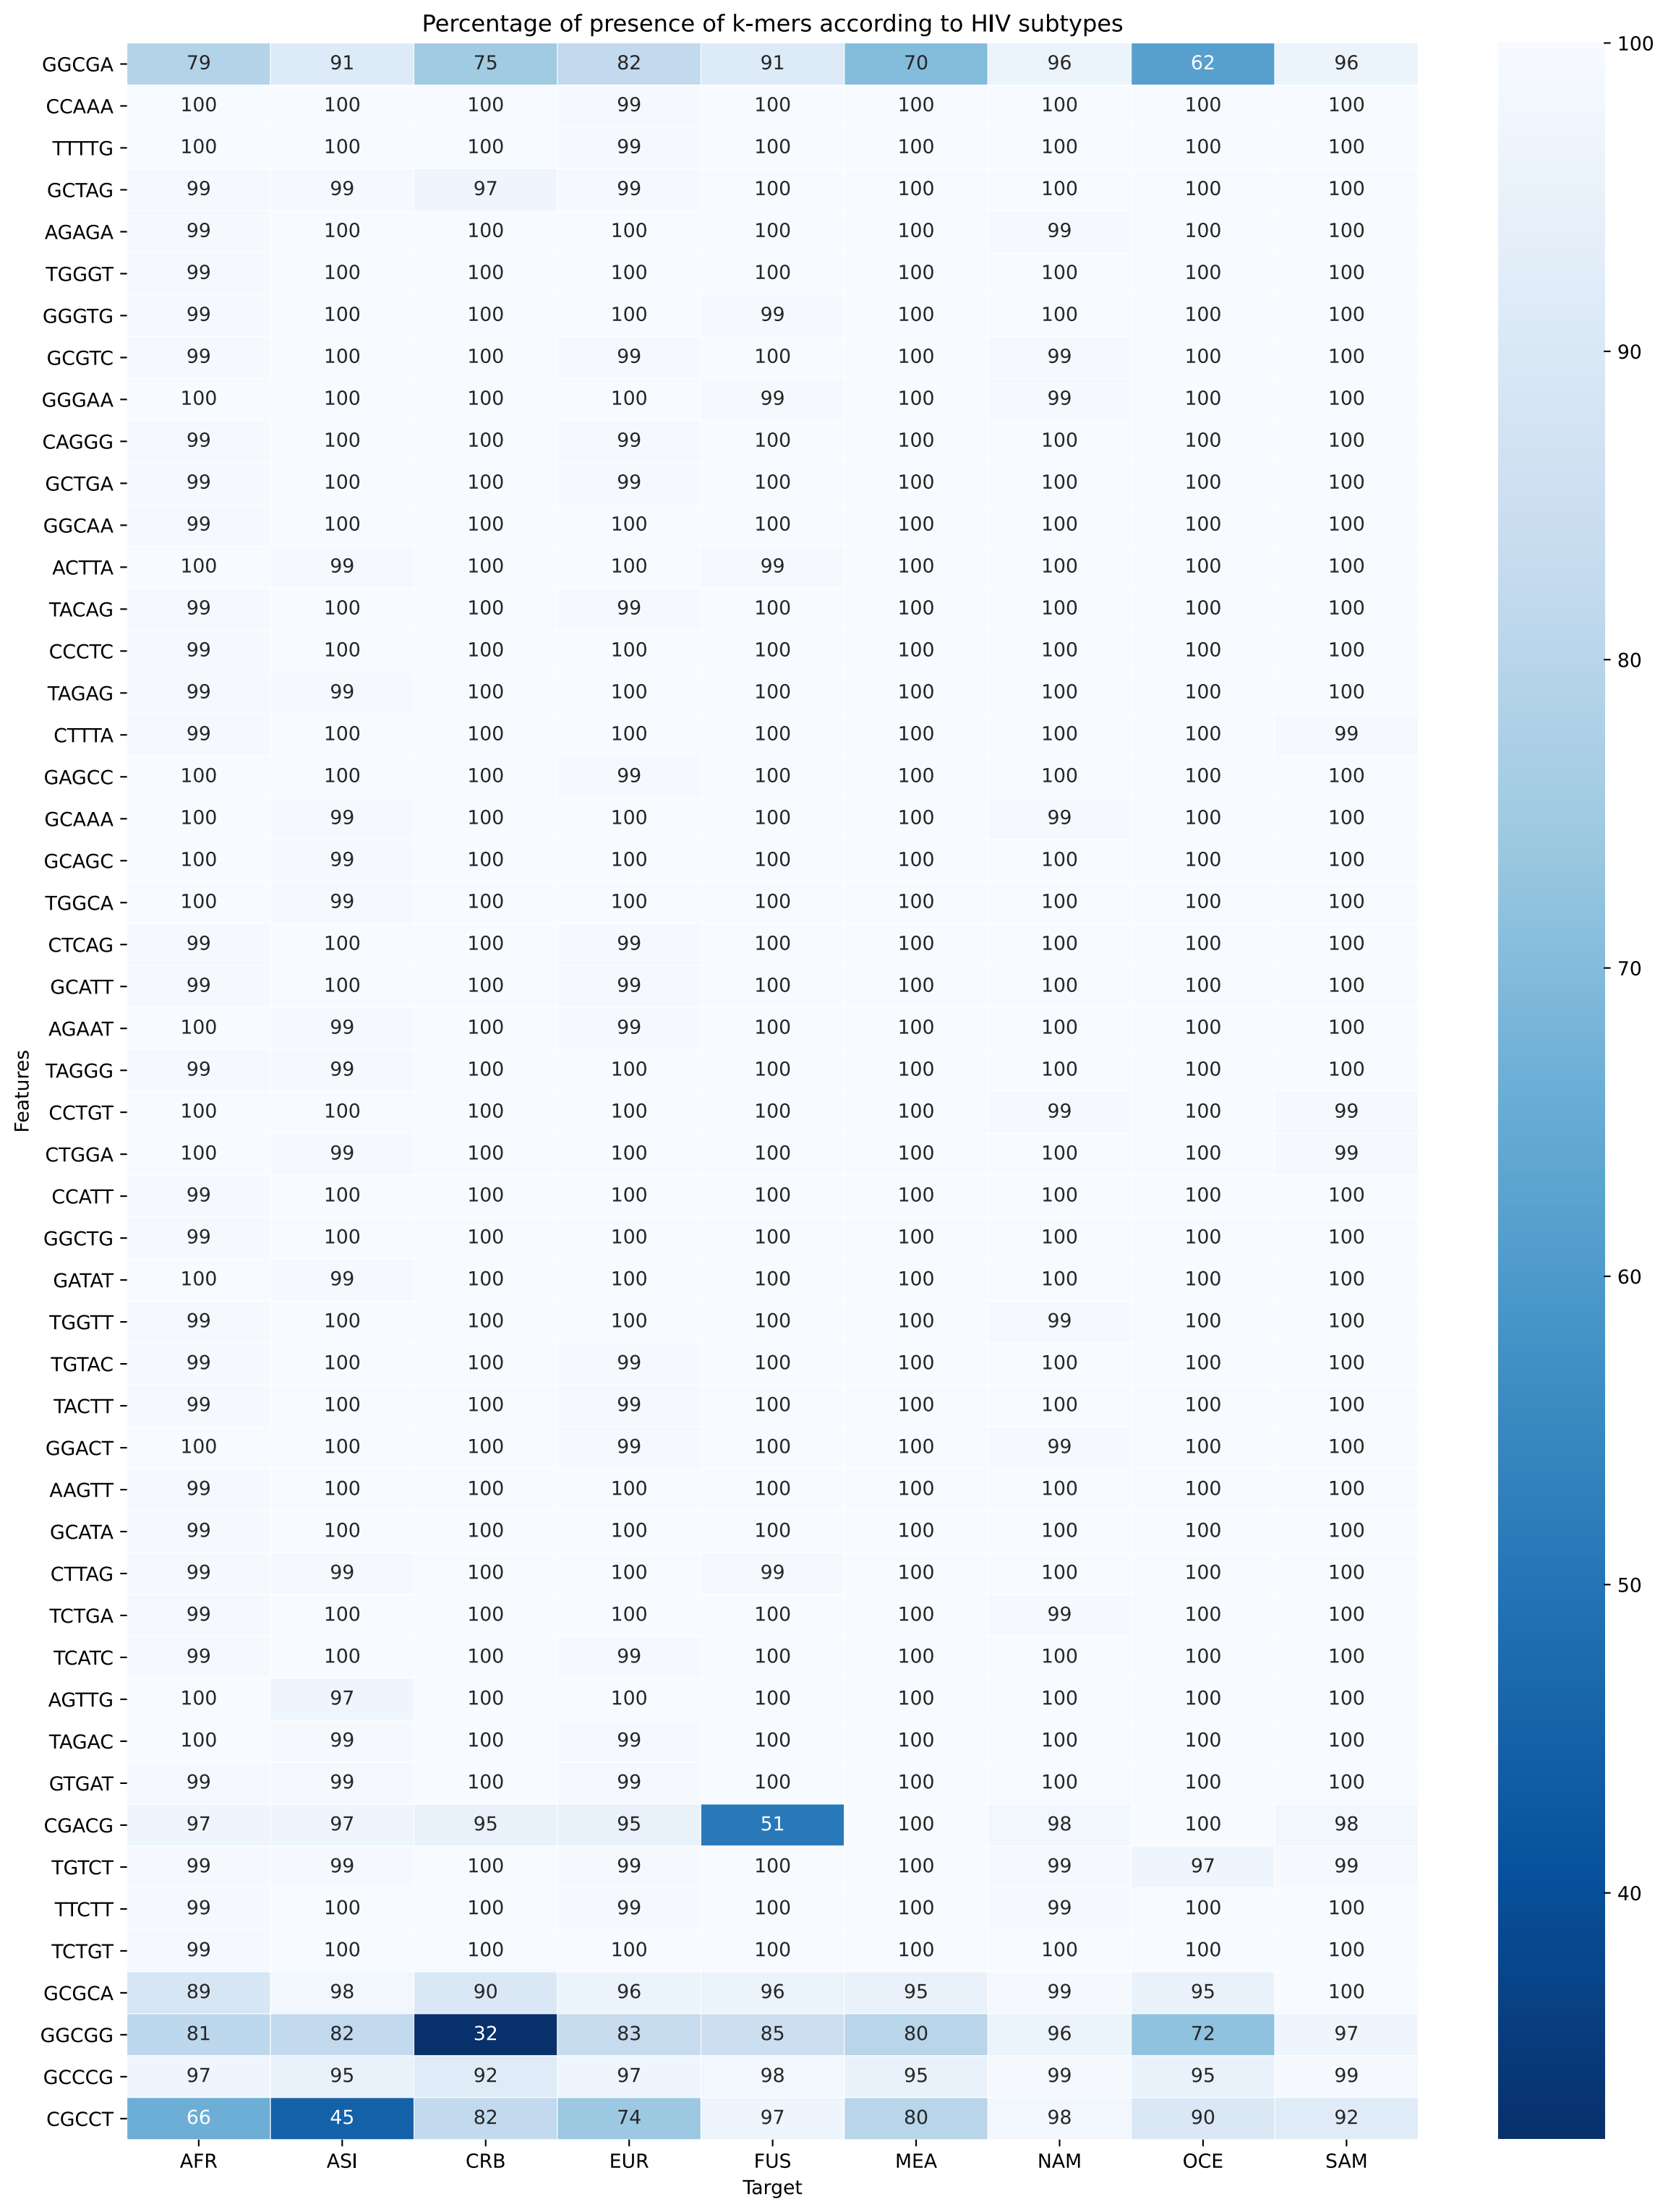 Percentage of presence of k-mers according to HIV subtypes
GGCGA 79 91 75 82 91 70 96 62 96
CCAAA 100 100 100 99 100 100 100 100 100
TTTTG 100 100 100 99 100 100 100 100 100
GCTAG 99 99 97 99 100 100 100 100 100
AGAGA 99 100 100 100 100 100 99 100 100
TGGGT 99 100 100 100 100 100 100 100 100
GGGTG 99 100 100 100 99 100 100 100 100
GCGTC 99 100 100 99 100 100 99 100 100
GGGAA 100 100 100 100 99 100 99 100 100
CAGGG 99 100 100 99 100 100 100 100 100
GCTGA 99 100 100 99 100 100 100 100 100
GGCAA 99 100 100 100 100 100 100 100 100
ACTTA 100 99 100 100 99 100 100 100 100
TACAG 99 100 100 99 100 100 100 100 100
CCCTC 99 100 100 100 100 100 100 100 100
TAGAG 99 99 100 100 100 100 100 100 100
CTTTA 99 100 100 100 100 100 100 100 99
GAGCC 100 100 100 99 100 100 100 100 100
GCAAA 100 99 100 100 100 100 99 100 100
GCAGC 100 99 100 100 100 100 100 100 100
TGGCA 100 99 100 100 100 100 100 100 100
CTCAG 99 100 100 99 100 100 100 100 100
GCATT 99 100 100 99 100 100 100 100 100
AGAAT 100 99 100 99 100 100 100 100 100
TAGGG 99 99 100 100 100 100 100 100 100
CCTGT 100 100 100 100 100 100 99 100 99
CTGGA 100 99 100 100 100 100 100 100 99
CCATT 99 100 100 100 100 100 100 100 100
GGCTG 99 100 100 100 100 100 100 100 100
GATAT 100 99 100 100 100 100 100 100 100
TGGTT 99 100 100 100 100 100 99 100 100
TGTAC 99 100 100 99 100 100 100 100 100
TACTT 99 100 100 99 100 100 100 100 100
GGACT 100 100 100 99 100 100 99 100 100
AAGTT 99 100 100 100 100 100 100 100 100
GCATA 99 100 100 100 100 100 100 100 100
CTTAG 99 99 100 100 99 100 100 100 100
TCTGA 99 100 100 100 100 100 99 100 100
TCATC 99 100 100 99 100 100 100 100 100
AGTTG 100 97 100 100 100 100 100 100 100
TAGAC 100 99 100 99 100 100 100 100 100
GTGAT 99 99 100 99 100 100 100 100 100
CGACG 97 97 95 95 51 100 98 100 98
TGTCT 99 99 100 99 100 100 99 97 99
TTCTT 99 100 100 99 100 100 99 100 100
TCTGT 99 100 100 100 100 100 100 100 100
GCGCA 89 98 90 96 96 95 99 95 100
GGCGG 81 82 32 83 85 80 96 72 97
GCCCG 97 95 92 97 98 95 99 95 99
CGCCT 66 45 82 74 97 80 98 90 92
AFR ASI CRB EUR FUS MEA NAM OCE SAM
Target
Features
100
90
80
70
60
50
40